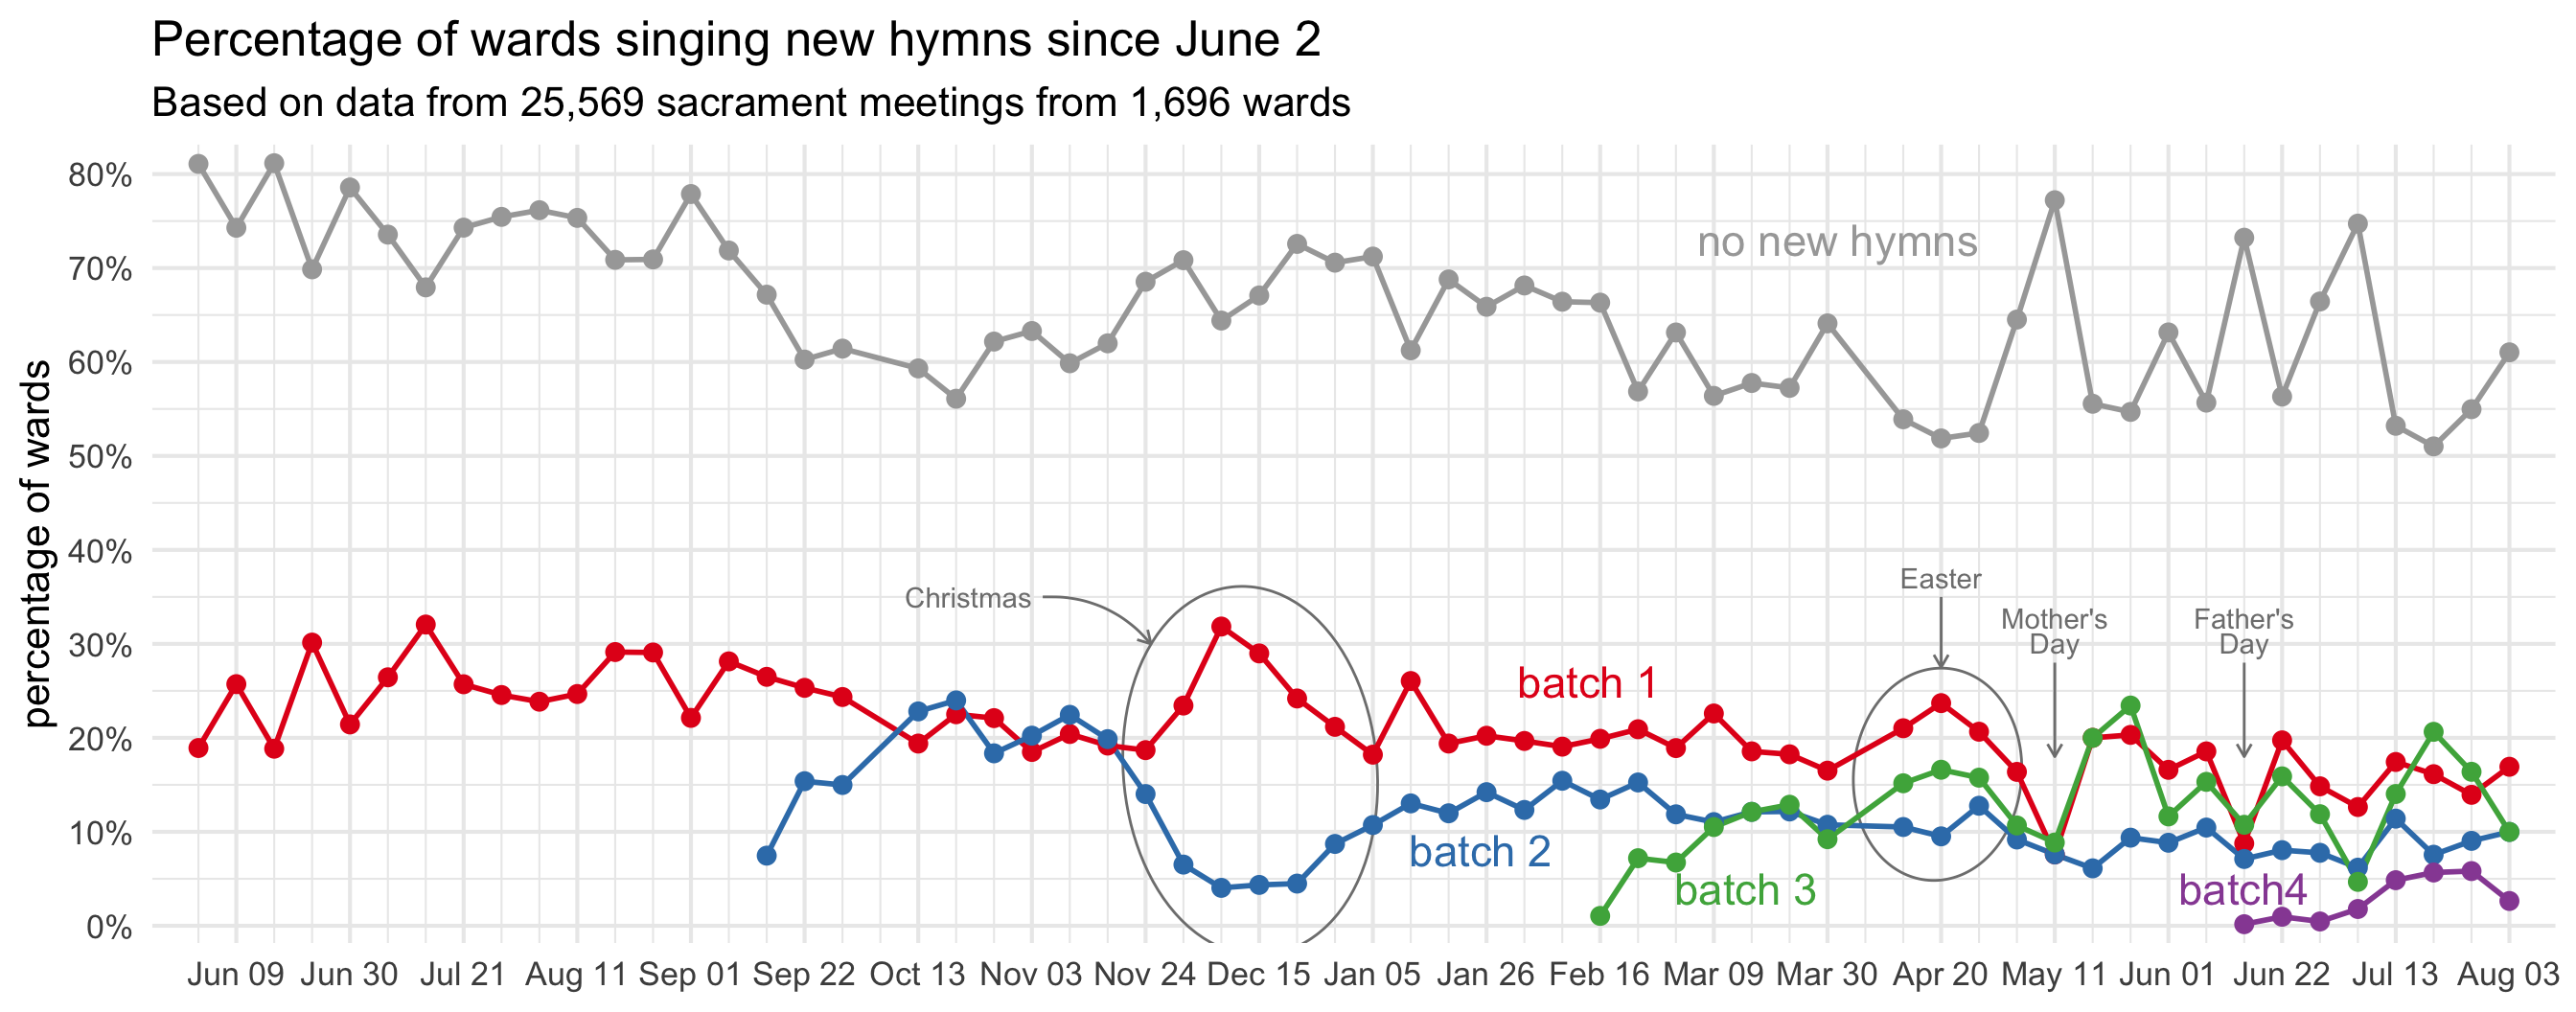 Percentage of wards singing new hymns since June 2
Based on data from 25,569 sacrament meetings from 1,696 wards
percentage of wards
80%
70%
60%
50%
40%
30%
20%
10%
0%
no new hymns
Christmas
Easter
Mother's
Day
Father's
Day
batch 1
batch 2
batch 3
batch4
Jun 09 Jun 30 Jul 21 Aug 11 Sep 01 Sep 22 Oct 13 Nov 03 Nov 24 Dec 15 Jan 05 Jan 26 Feb 16 Mar 09 Mar 30 Apr 20 May 11 Jun 01 Jun 22 Jul 13 Aug 03